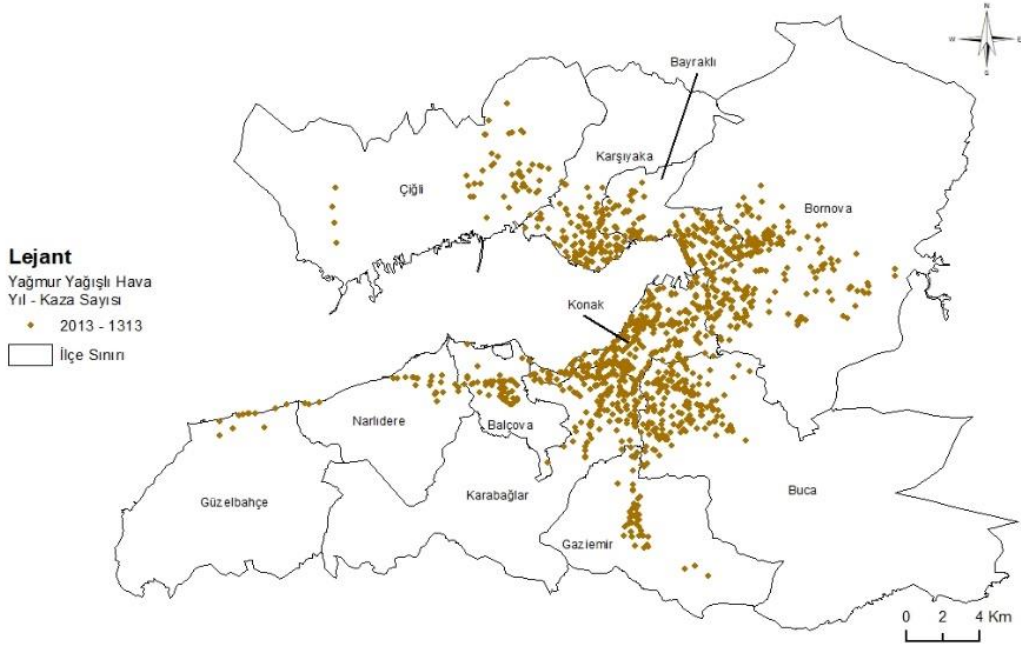 N
W
E
S
Bayraklı
Karşıyaka
Çiğli
Bornova
Lejant
Yağmur Yağışlı Hava
Yıl - Kaza Sayısı
2013 - 1313
İlçe Sınırı
Konak
Narlıdere
Balçova
Güzelbahçe
Karabağlar
Buca
Gaziemir
0 2 4 Km